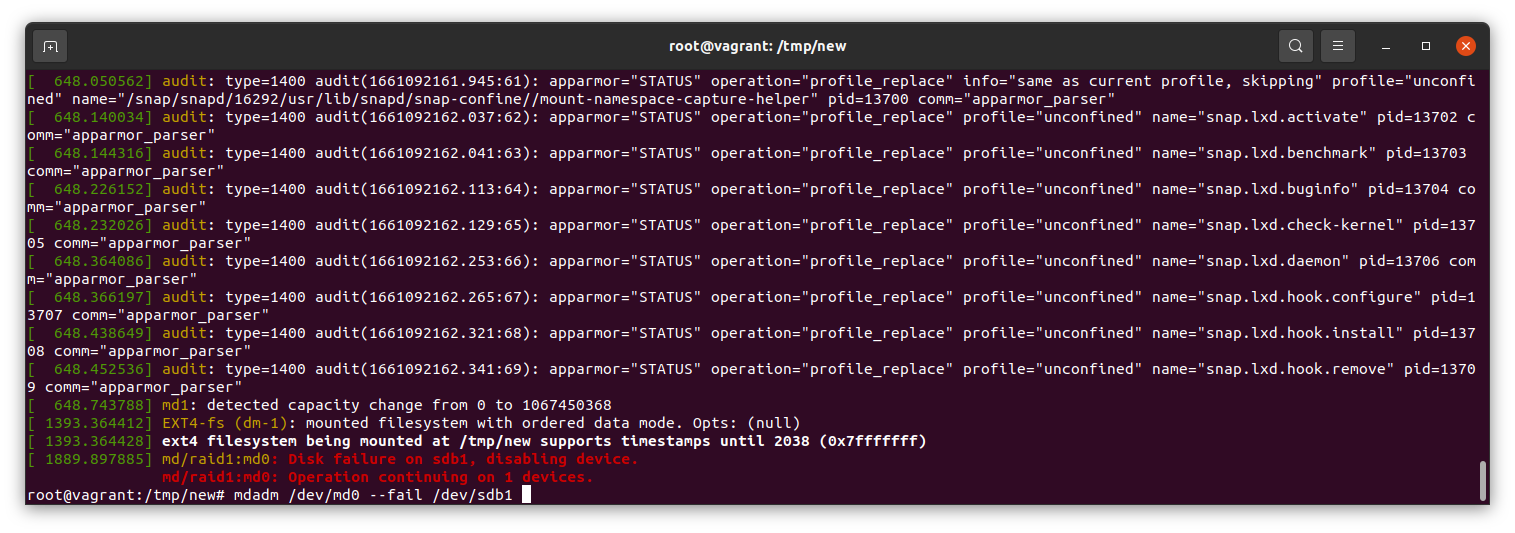 root@vagrant: /tmp/new
[  648.050562] audit: type=1400 audit(1661092161.945:61): apparmor="STATUS" operation="profile_replace" info="same as current profile, skipping" profile="unconfi
ned" name="/snap/snapd/16292/usr/lib/snapd/snap-confine//mount-namespace-capture-helper" pid=13700 comm="apparmor_parser"
[  648.140034] audit: type=1400 audit(1661092162.037:62): apparmor="STATUS" operation="profile_replace" profile="unconfined" name="snap.lxd.activate" pid=13702 c
omm="apparmor_parser"
[  648.144316] audit: type=1400 audit(1661092162.041:63): apparmor="STATUS" operation="profile_replace" profile="unconfined" name="snap.lxd.benchmark" pid=13703
comm="apparmor_parser"
[  648.226152] audit: type=1400 audit(1661092162.113:64): apparmor="STATUS" operation="profile_replace" profile="unconfined" name="snap.lxd.buginfo" pid=13704 co
mm="apparmor_parser"
[  648.232026] audit: type=1400 audit(1661092162.129:65): apparmor="STATUS" operation="profile_replace" profile="unconfined" name="snap.lxd.check-kernel" pid=137
05 comm="apparmor_parser"
[  648.364086] audit: type=1400 audit(1661092162.253:66): apparmor="STATUS" operation="profile_replace" profile="unconfined" name="snap.lxd.daemon" pid=13706 com
m="apparmor_parser"
[  648.366197] audit: type=1400 audit(1661092162.265:67): apparmor="STATUS" operation="profile_replace" profile="unconfined" name="snap.lxd.hook.configure" pid=1
3707 comm="apparmor_parser"
[  648.438649] audit: type=1400 audit(1661092162.321:68): apparmor="STATUS" operation="profile_replace" profile="unconfined" name="snap.lxd.hook.install" pid=137
08 comm="apparmor_parser"
[  648.452536] audit: type=1400 audit(1661092162.341:69): apparmor="STATUS" operation="profile_replace" profile="unconfined" name="snap.lxd.hook.remove" pid=1370
9 comm="apparmor_parser"
[  648.743788] md1: detected capacity change from 0 to 1067450368
[ 1393.364412] EXT4-fs (dm-1): mounted filesystem with ordered data mode. Opts: (null)
[ 1393.364428] ext4 filesystem being mounted at /tmp/new supports timestamps until 2038 (0x7fffffff)
[ 1889.897885] md/raid1:md0: Disk failure on sdb1, disabling device.
md/raid1:md0: Operation continuing on 1 devices.
root@vagrant:/tmp/new# mdadm /dev/md0 --fail /dev/sdb1